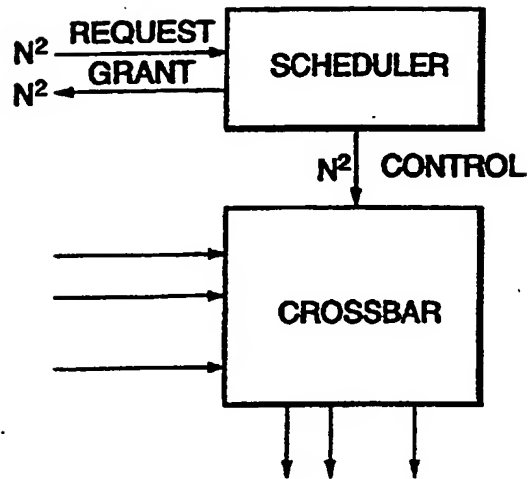 N² REQUEST
N² GRANT
SCHEDULER
N² CONTROL
CROSSBAR